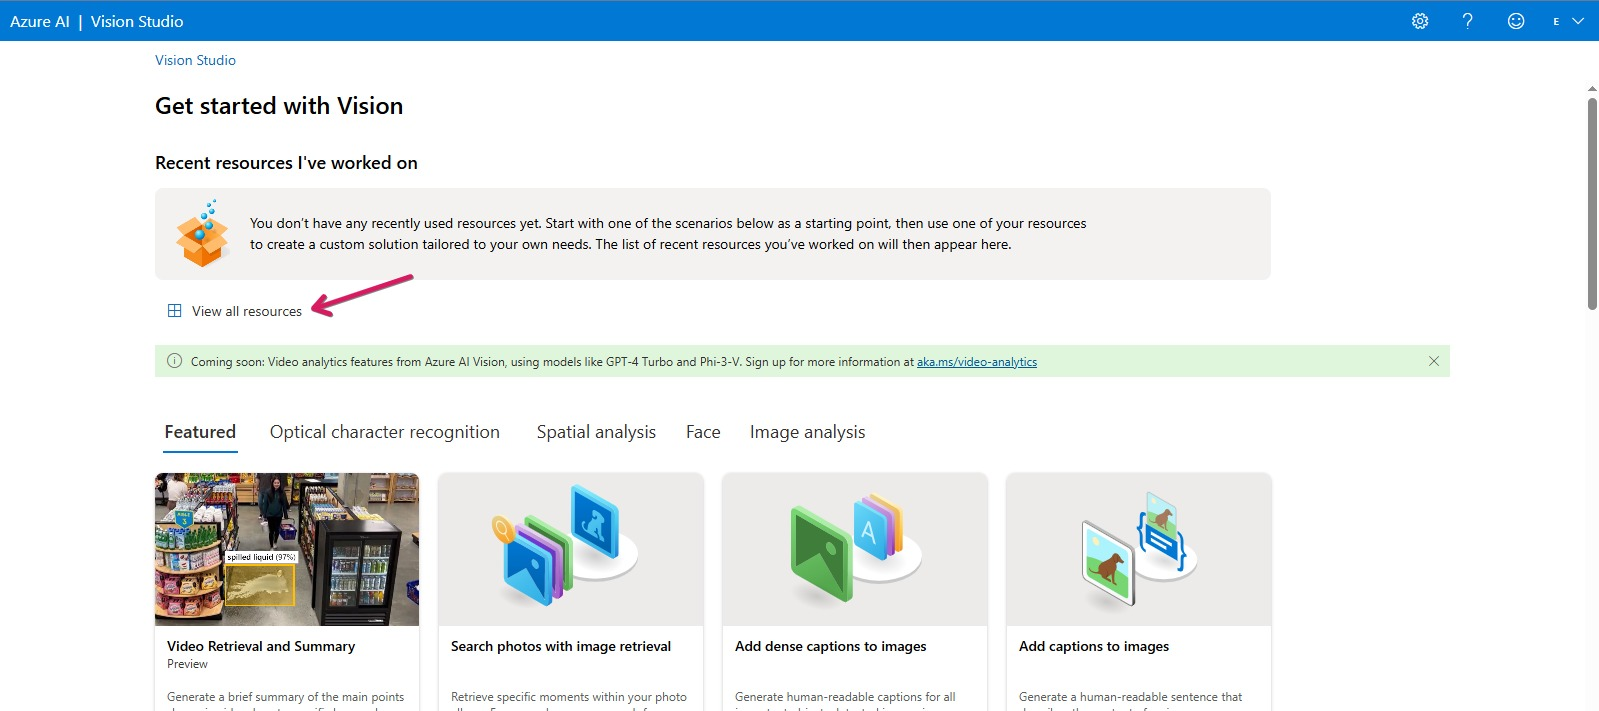 Azure AI | Vision Studio
E
Vision Studio
Get started with Vision
Recent resources I've worked on
You don't have any recently used resources yet. Start with one of the scenarios below as a starting point, then use one of your resources
to create a custom solution tailored to your own needs. The list of recent resources you've worked on will then appear here.
View all resources
Coming soon: Video analytics features from Azure AI Vision, using models like GPT-4 Turbo and Phi-3-V. Sign up for more information at aka.ms/video-analytics
Featured Optical character recognition Spatial analysis Face Image analysis
AISLE
3
spilled liquid (97%)
A
Video Retrieval and Summary
Preview
Generate a brief summary of the main points
Search photos with image retrieval
Retrieve specific moments within your photo
Add dense captions to images
Generate human-readable captions for all
Add captions to images
Generate a human-readable sentence that